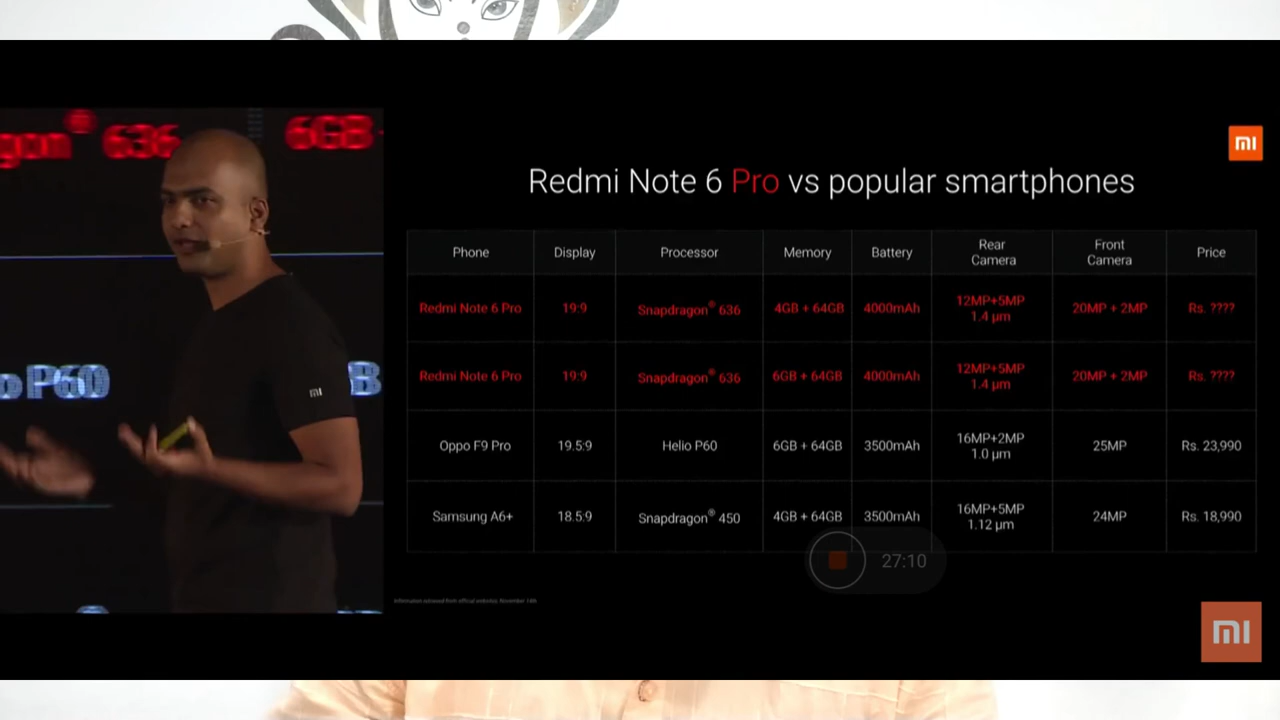 gon® 636
6GB
o P60
B
mi
mi
Redmi Note 6 Pro vs popular smartphones
Phone Display Processor Memory Battery Rear Camera Front Camera Price
Redmi Note 6 Pro 19:9 Snapdragon® 636 4GB + 64GB 4000mAh 12MP+5MP 1.4 μm 20MP + 2MP Rs. ????
Redmi Note 6 Pro 19:9 Snapdragon® 636 6GB + 64GB 4000mAh 12MP+5MP 1.4 μm 20MP + 2MP Rs. ????
Oppo F9 Pro 19.5:9 Helio P60 6GB + 64GB 3500mAh 16MP+2MP 1.0 μm 25MP Rs. 23,990
Samsung A6+ 18.5:9 Snapdragon® 450 4GB + 64GB 3500mAh 16MP+5MP 1.12 μm 24MP Rs. 18,990
27:10
mi